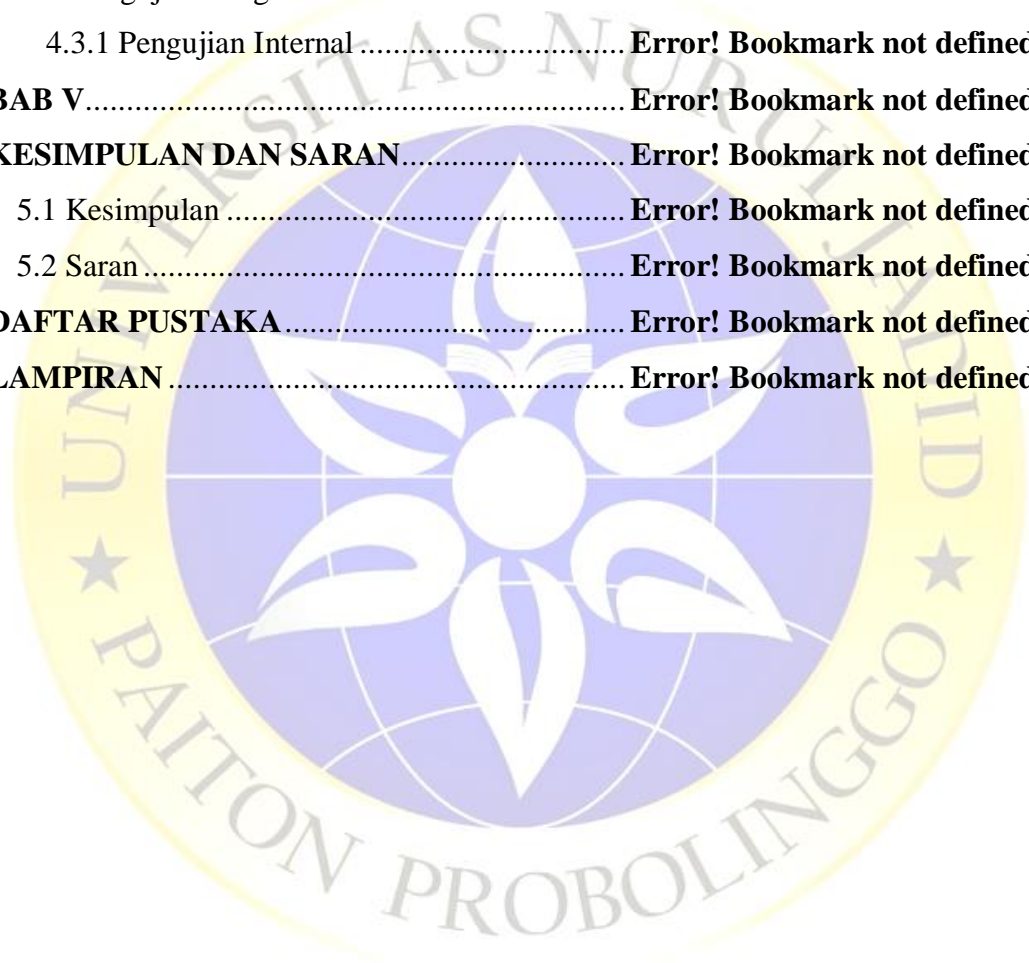 4.3.1 Pengujian Internal ................................ Error! Bookmark not defined
BAB V................................................................ Error! Bookmark not defined
KESIMPULAN DAN SARAN........................... Error! Bookmark not defined
5.1 Kesimpulan ................................................ Error! Bookmark not defined
5.2 Saran .......................................................... Error! Bookmark not defined
DAFTAR PUSTAKA ......................................... Error! Bookmark not defined
LAMPIRAN ....................................................... Error! Bookmark not defined
UNIVERSITAS NURUL JADID
PAITON PROBOLINGGO